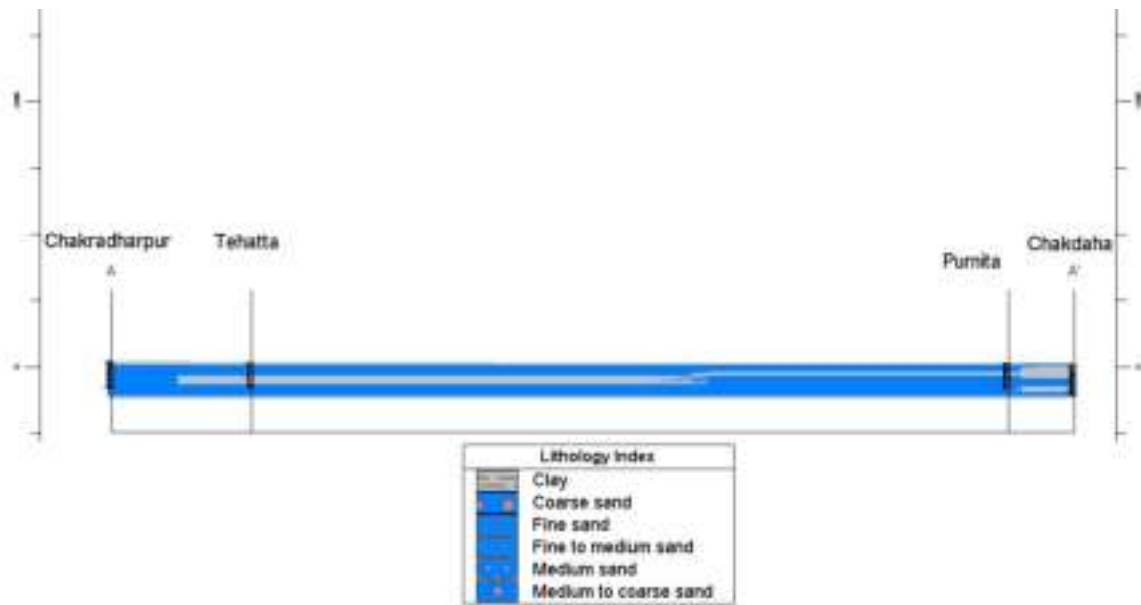 Chakradharpur
Tehatta
Purnita
Chakdaha
A
A'
Lithology Index
Clay
Coarse sand
Fine sand
Fine to medium sand
Medium sand
Medium to coarse sand